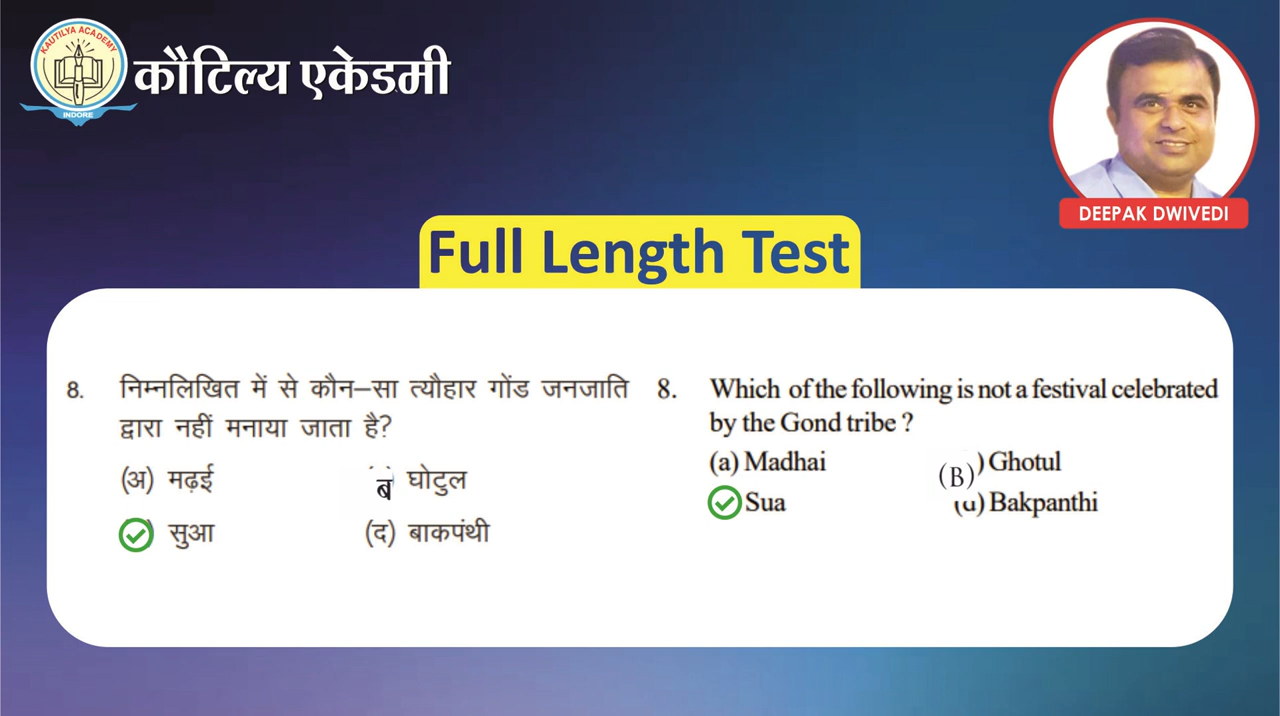 KAUTILYA ACADEMY
INDORE
कौटिल्य एकेडमी
DEEPAK DWIVEDI
Full Length Test
8. निम्नलिखित में से कौन–सा त्यौहार गोंड जनजाति
द्वारा नहीं मनाया जाता है?
(अ) मढ़ई ब घोटुल
सुआ (द) बाकपंथी
8. Which of the following is not a festival celebrated
by the Gond tribe ?
(a) Madhai (B) ) Ghotul
Sua (d) Bakpanthi